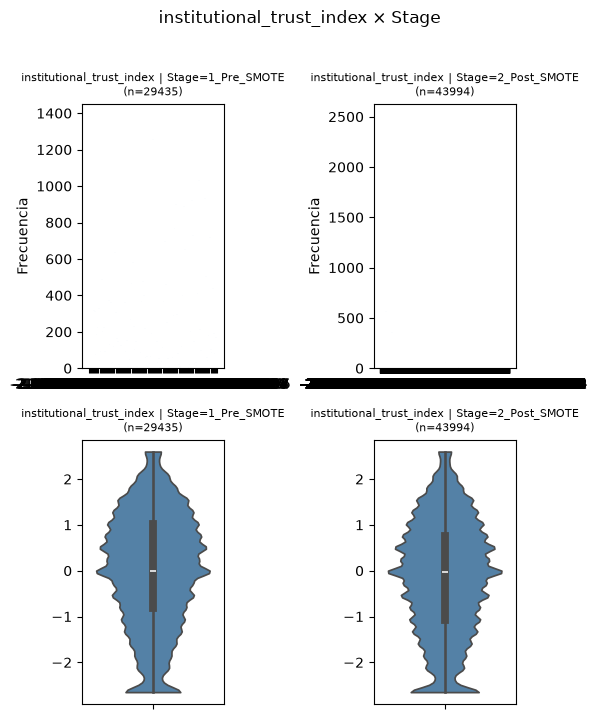 institutional_trust_index × Stage
institutional_trust_index | Stage=1_Pre_SMOTE
(n=29435)
institutional_trust_index | Stage=2_Post_SMOTE
(n=43994)
Frecuencia
1400
1200
1000
800
600
400
200
0
Frecuencia
2500
2000
1500
1000
500
0
institutional_trust_index | Stage=1_Pre_SMOTE
(n=29435)
institutional_trust_index | Stage=2_Post_SMOTE
(n=43994)
2
1
0
−1
−2
2
1
0
−1
−2